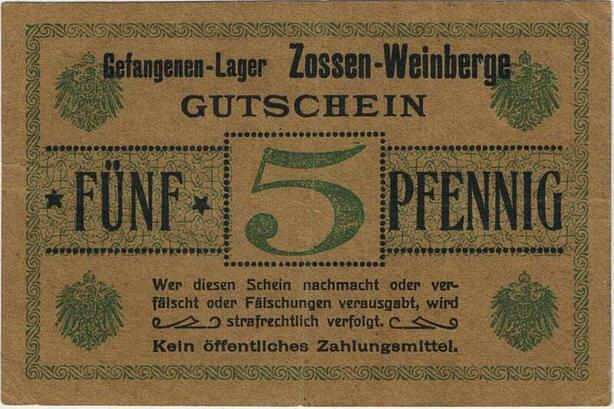 Gefangenen-Lager Zossen-Weinberge
GUTSCHEIN
FÜNF 5 PFENNIG
Wer diesen Schein nachmacht oder ver-
fälscht oder Fälschungen verausgabt, wird
strafrechtlich verfolgt.
Kein öffentliches Zahlungsmittel.